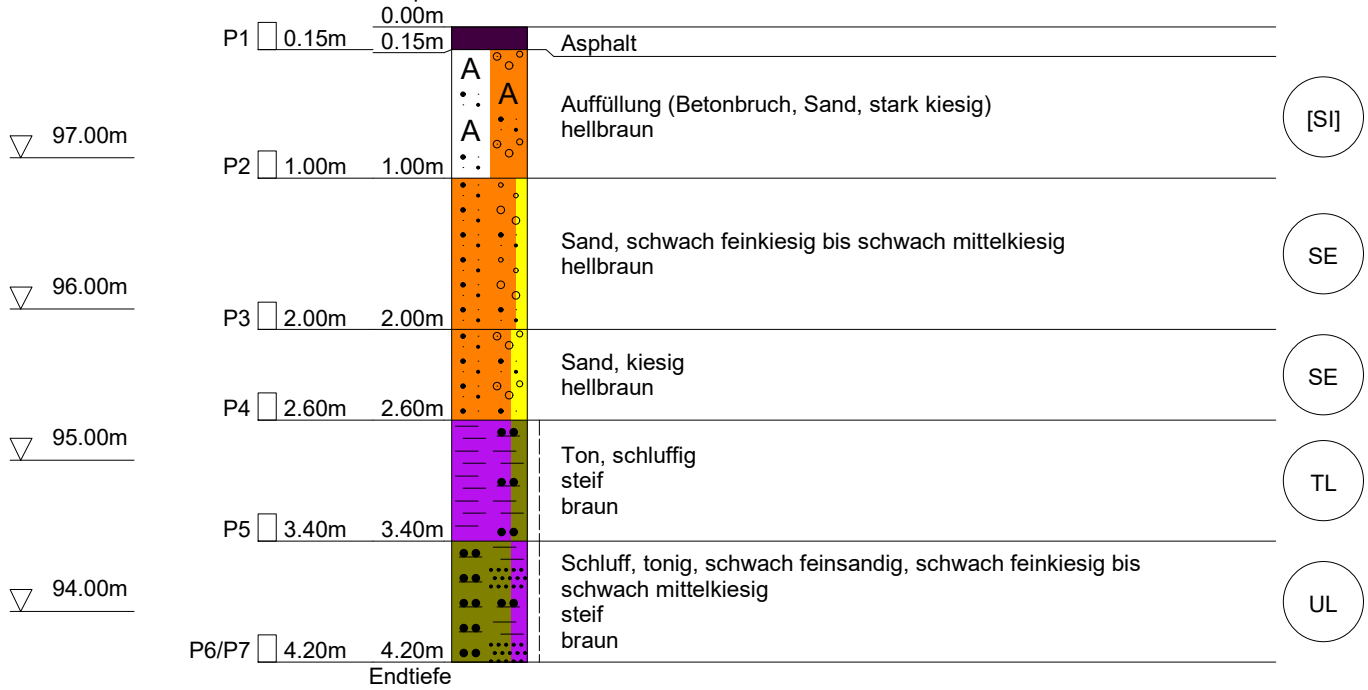 0.00m
P1 0.15m 0.15m Asphalt
A
A
A
Auffüllung (Betonbruch, Sand, stark kiesig)
hellbraun
[SI]
97.00m
P2 1.00m 1.00m
Sand, schwach feinkiesig bis schwach mittelkiesig
hellbraun
SE
96.00m
P3 2.00m 2.00m
Sand, kiesig
hellbraun
SE
P4 2.60m 2.60m
95.00m
Ton, schluffig
steif
braun
TL
P5 3.40m 3.40m
Schluff, tonig, schwach feinsandig, schwach feinkiesig bis
schwach mittelkiesig
steif
braun
UL
94.00m
P6/P7 4.20m 4.20m
Endtiefe